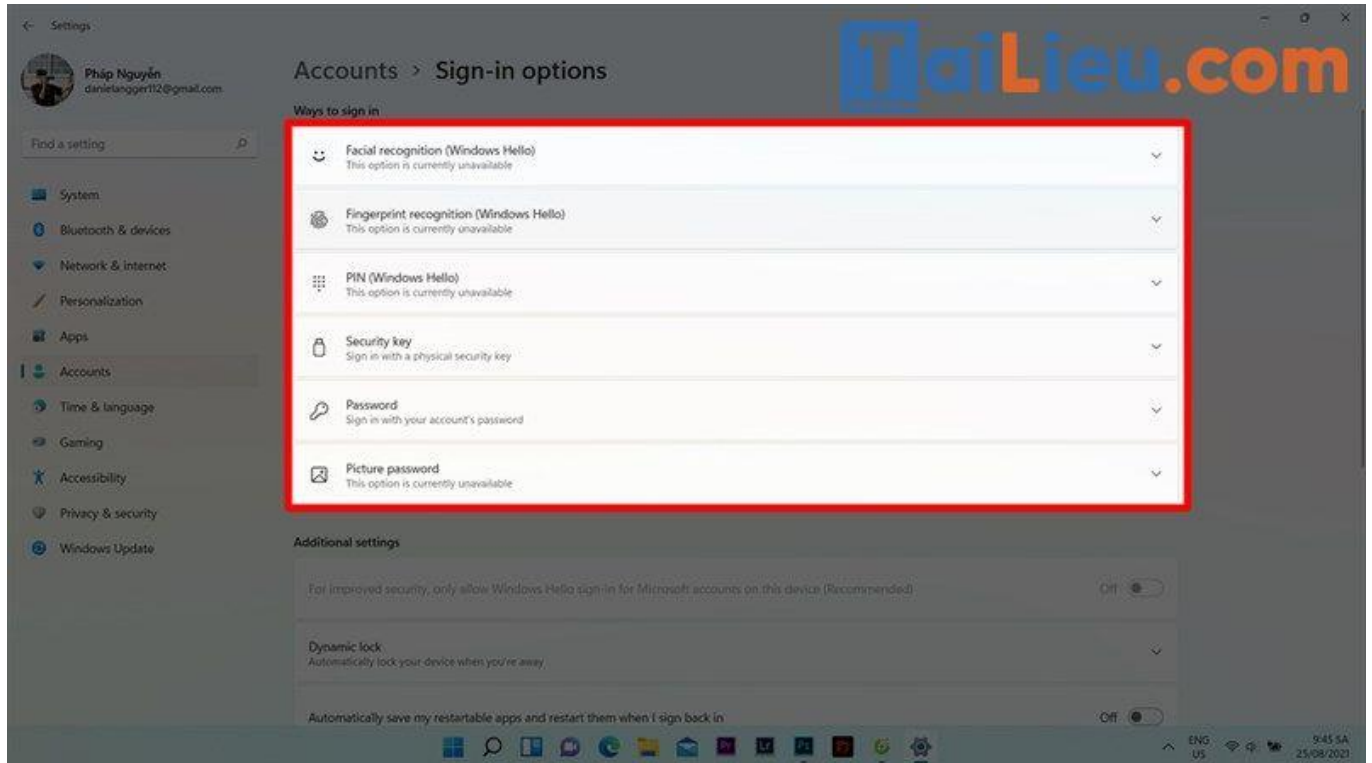 Settings
TaiLieu.com
Pháp Nguyễn
danielangger112@gmail.com
Find a setting
System
Bluetooth & devices
Network & internet
Personalization
Apps
Accounts
Time & language
Gaming
Accessibility
Privacy & security
Windows Update
Accounts > Sign-in options
Ways to sign in
Facial recognition (Windows Hello)
This option is currently unavailable
Fingerprint recognition (Windows Hello)
This option is currently unavailable
PIN (Windows Hello)
This option is currently unavailable
Security key
Sign in with a physical security key
Password
Sign in with your account's password
Picture password
This option is currently unavailable
Additional settings
For improved security, only allow Windows Hello sign-in for Microsoft accounts on this device (Recommended)
Off
Dynamic lock
Automatically lock your device when you're away
Automatically save my restartable apps and restart them when I sign back in
Off
Pr
Lr
Ps
ENG
US
9:45 SA
25/08/2021